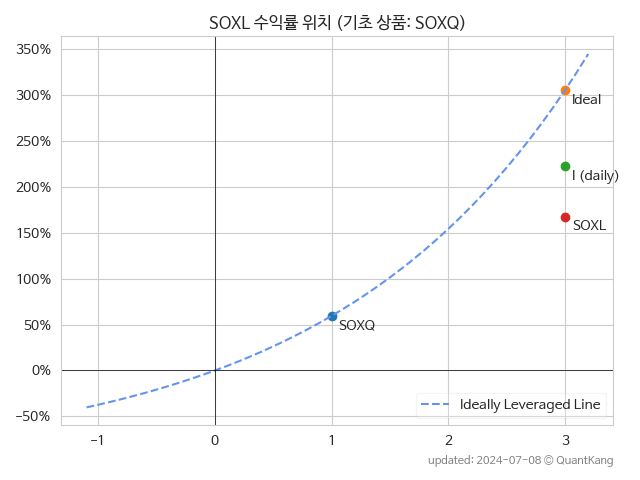 SOXL 수익률 위치 (기초 상품: SOXQ)
350%
300%
250%
200%
150%
100%
50%
0%
−50%
Ideal
I (daily)
SOXL
SOXQ
Ideally Leveraged Line
−1 0 1 2 3
updated: 2024-07-08 © QuantKang